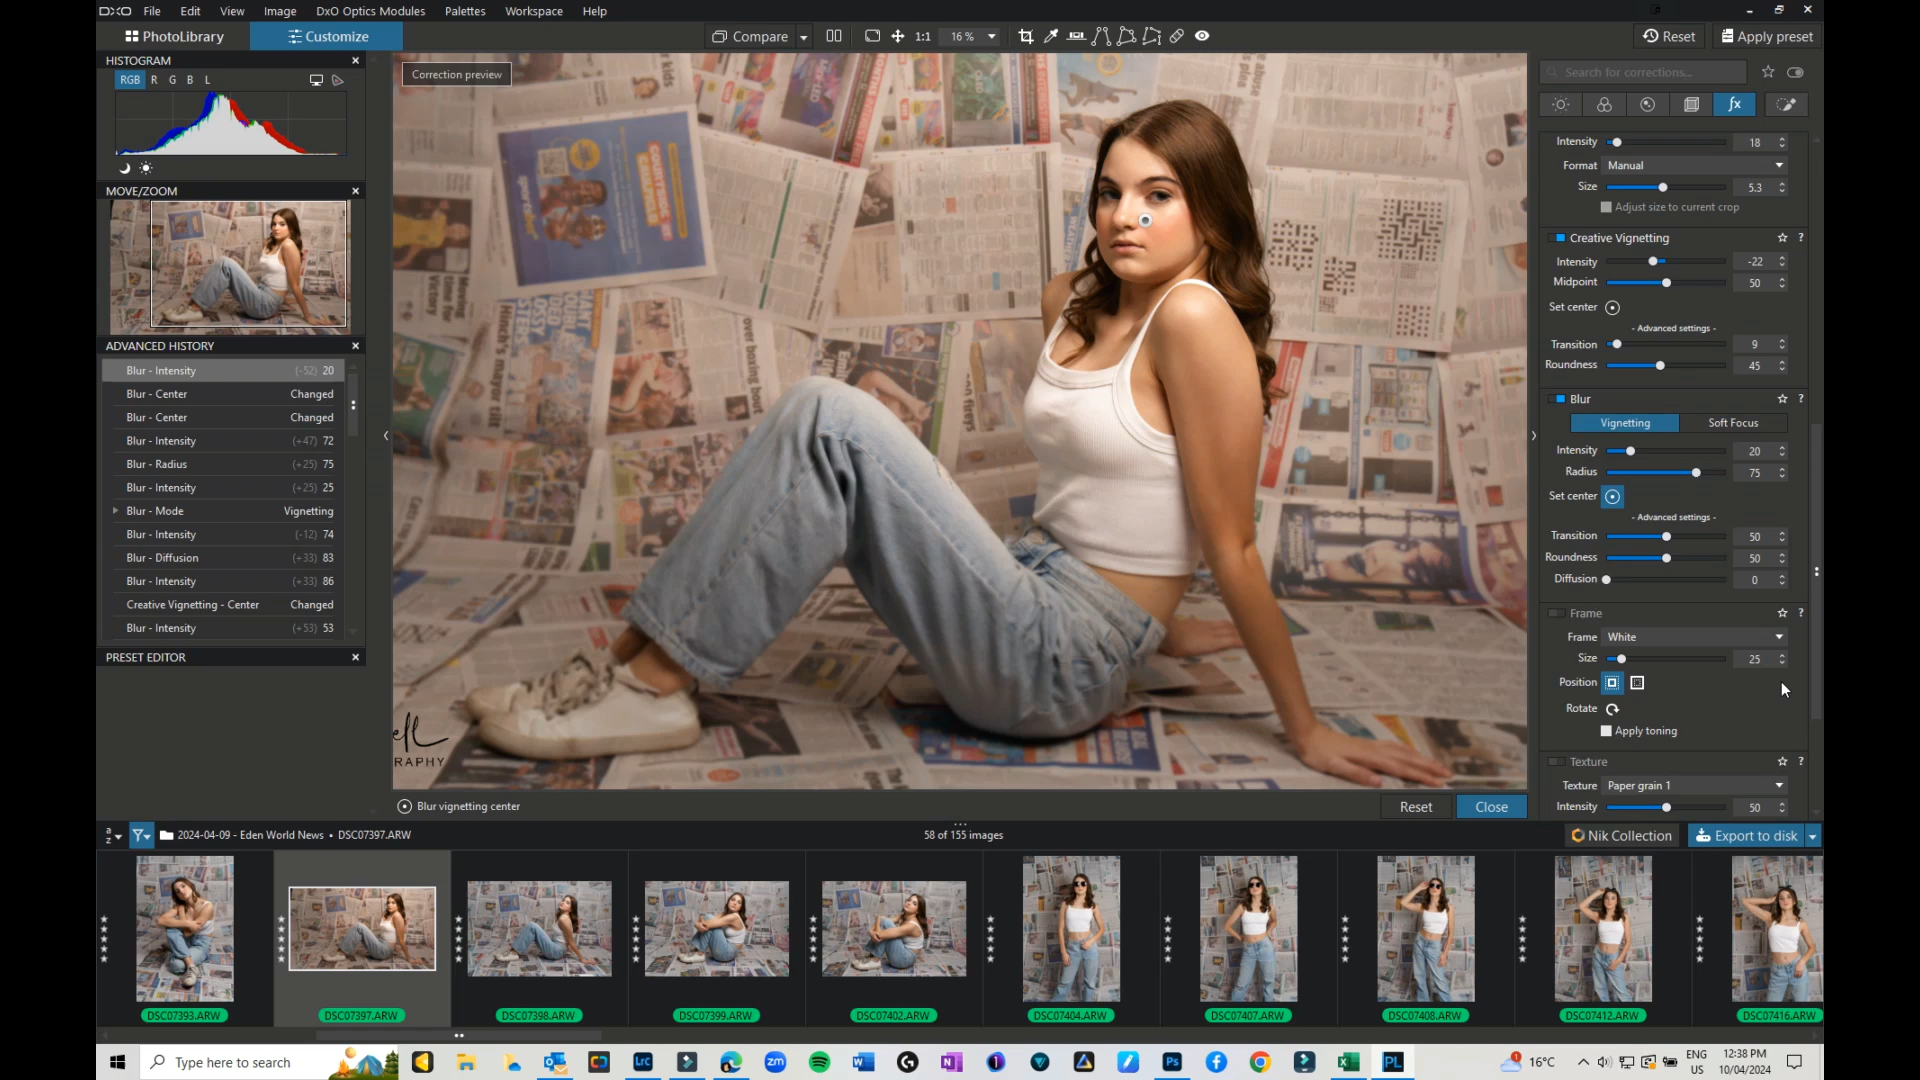 DXO File Edit View Image DxO Optics Modules Palettes Workspace Help
PhotoLibrary Customize Compare 1:1 16 % Reset Apply preset
HISTOGRAM
RGB R G B L
MOVE/ZOOM
ADVANCED HISTORY
Blur - Intensity (-52) 20
Blur - Center Changed
Blur - Center Changed
Blur - Intensity (+47) 72
Blur - Radius (+25) 75
Blur - Intensity (+25) 25
Blur - Mode Vignetting
Blur - Intensity (-12) 74
Blur - Diffusion (+33) 83
Blur - Intensity (+33) 86
Creative Vignetting - Center Changed
Blur - Intensity (+53) 53
PRESET EDITOR
Correction preview
ell
RAPHY
Blur vignetting center Reset Close
Search for corrections...
fx
Intensity 18
Format Manual
Size 5.3
Adjust size to current crop
Creative Vignetting ?
Intensity -22
Midpoint 50
Set center
- Advanced settings -
Transition 9
Roundness 45
Blur ?
Vignetting Soft Focus
Intensity 20
Radius 75
Set center
- Advanced settings -
Transition 50
Roundness 50
Diffusion 0
Frame ?
Frame White
Size 25
Position
Rotate
Apply toning
Texture ?
Texture Paper grain 1
Intensity 50
2024-04-09 - Eden World News • DSC07397.ARW 58 of 155 images Nik Collection Export to disk
DSC07393.ARW DSC07397.ARW DSC07398.ARW DSC07399.ARW DSC07402.ARW DSC07404.ARW DSC07407.ARW DSC07408.ARW DSC07412.ARW DSC07416.ARW
Type here to search LrC zm W N Ps PL 1 16°C ENG 12:38 PM
US 10/04/2024